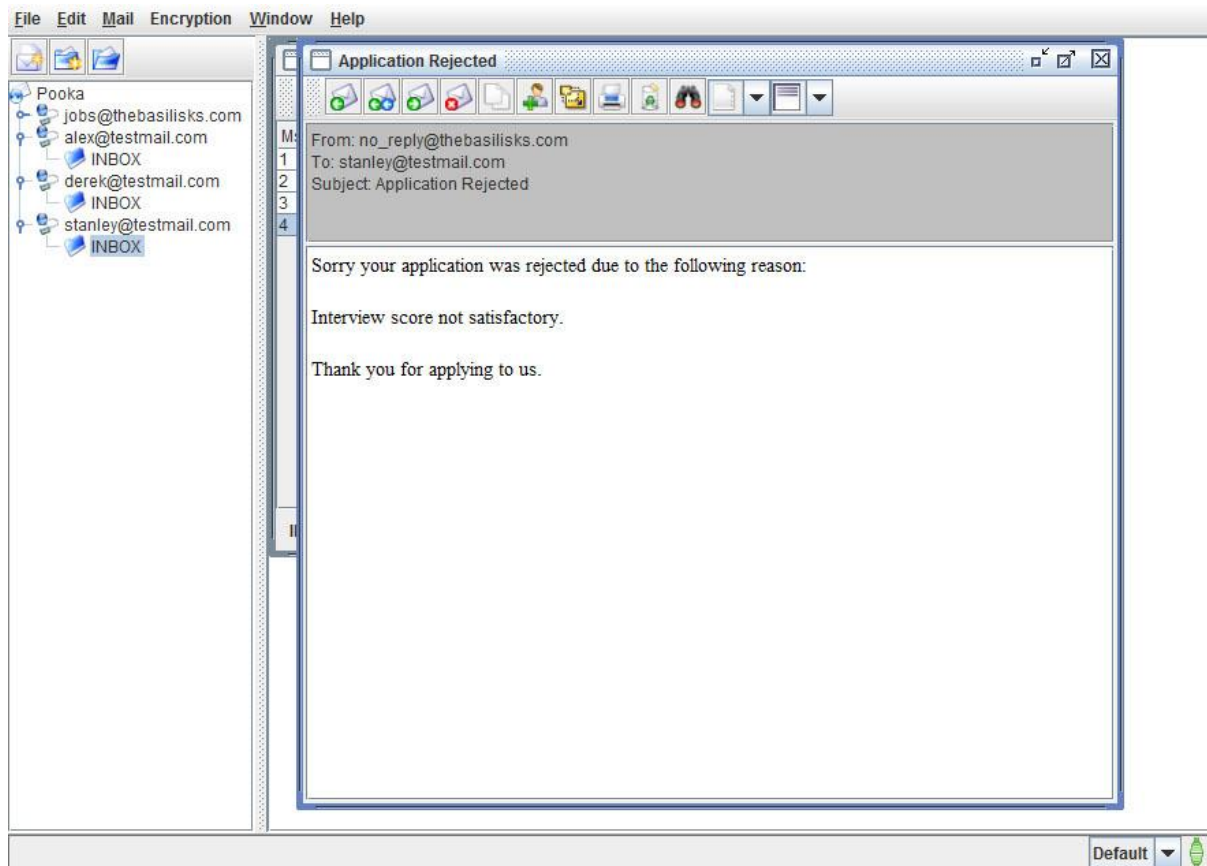 File Edit Mail Encryption Window Help
Application Rejected
Pooka
jobs@thebasilisks.com
alex@testmail.com
INBOX
derek@testmail.com
INBOX
stanley@testmail.com
INBOX
1
2
3
4
From: no_reply@thebasilisks.com
To: stanley@testmail.com
Subject: Application Rejected
Sorry your application was rejected due to the following reason:
Interview score not satisfactory.
Thank you for applying to us.
Default